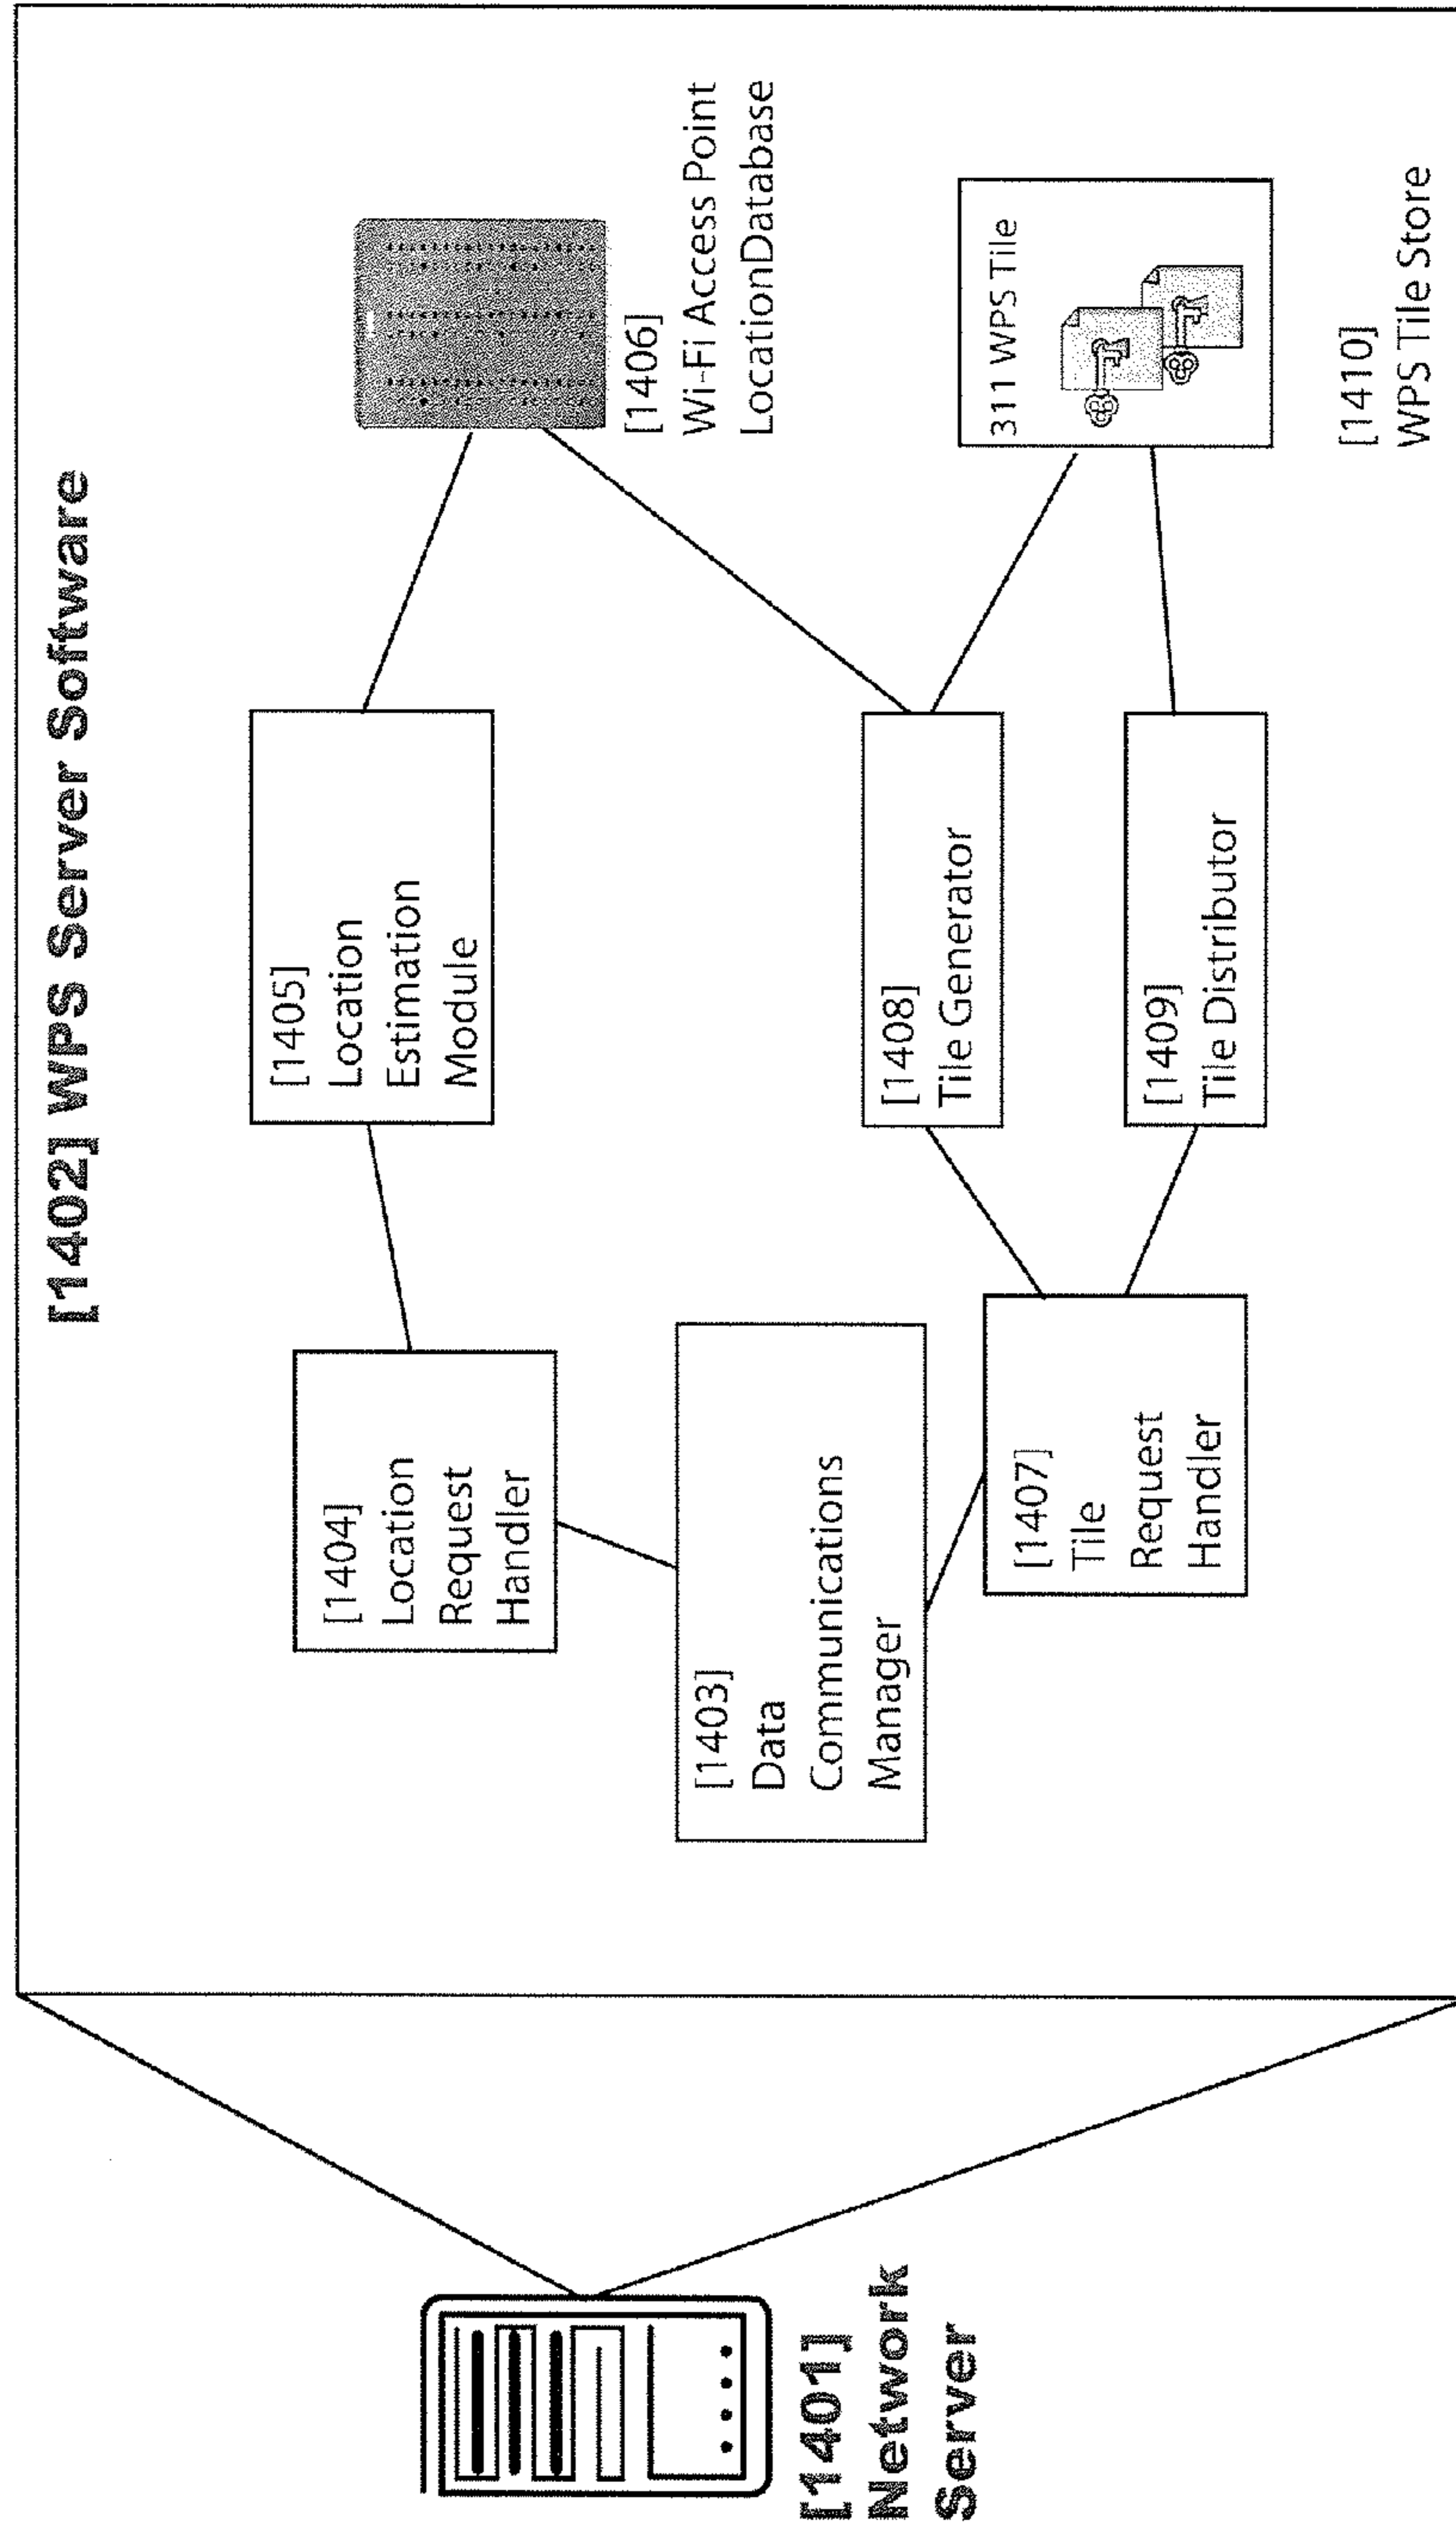 [1402] WPS Server Software
[1401]
Network
Server
[1404]
Location
Request
Handler
[1405]
Location
Estimation
Module
[1406]
Wi-Fi Access Point
LocationDatabase
[1403]
Data
Communications
Manager
[1407]
Tile
Request
Handler
[1408]
Tile Generator
[1409]
Tile Distributor
311 WPS Tile
[1410]
WPS Tile Store